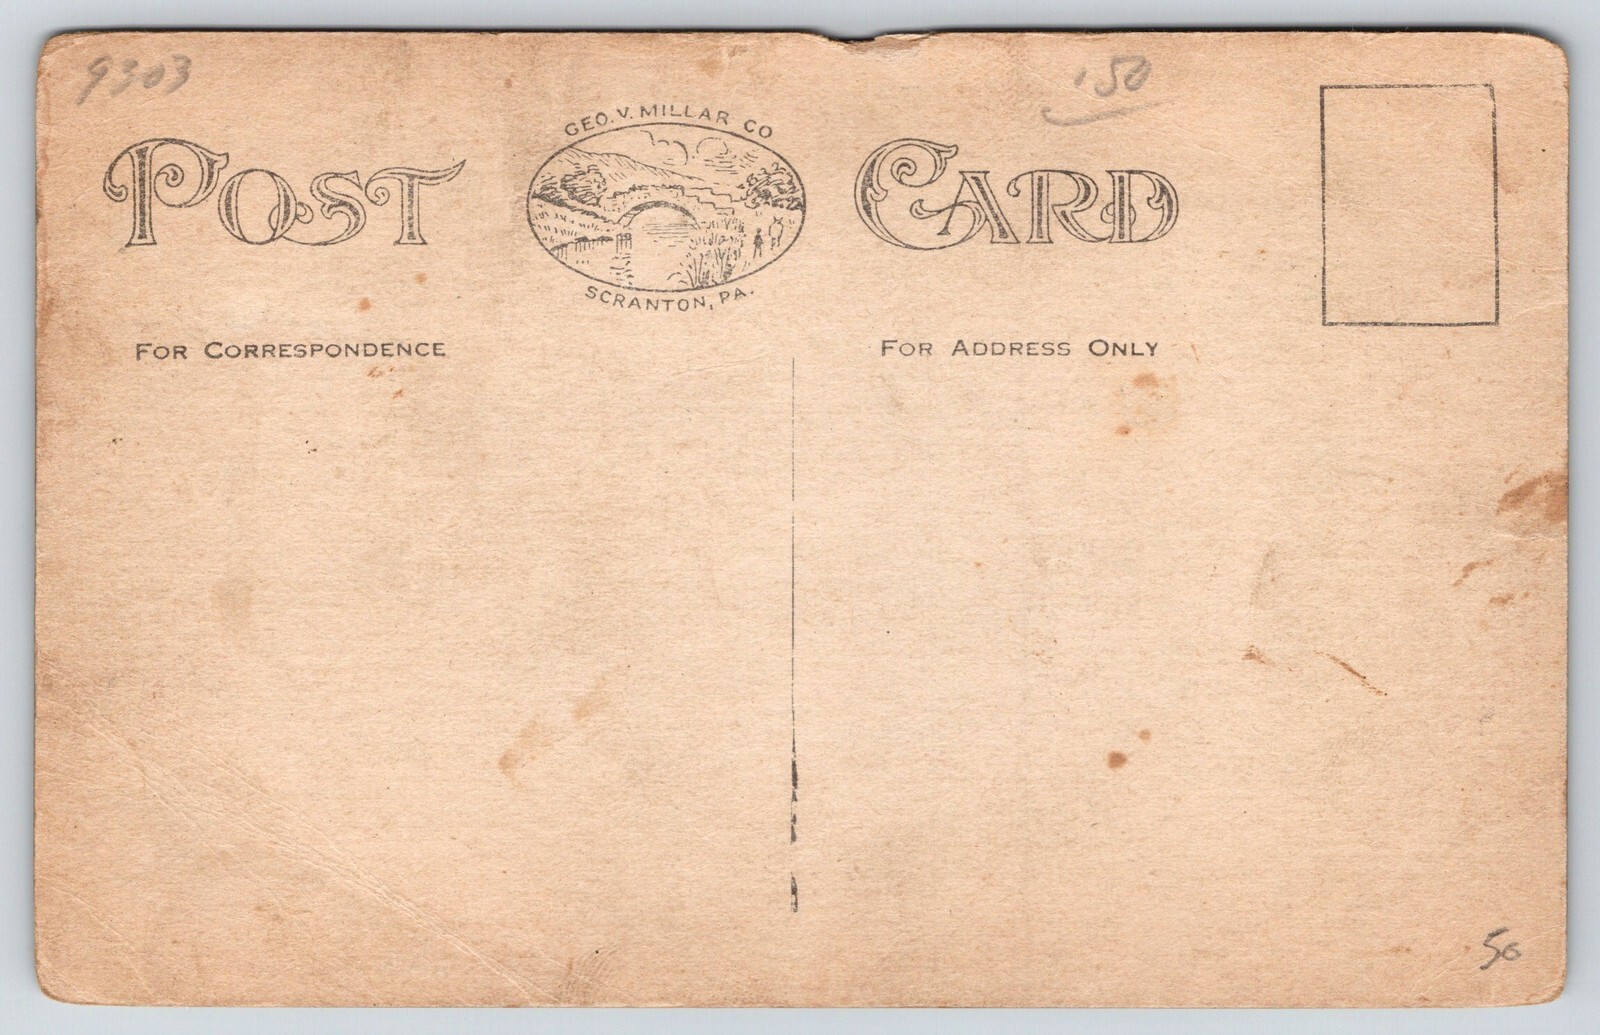 9303
.50
GEO. V. MILLAR CO
POST CARD
SCRANTON, PA.
FOR CORRESPONDENCE
FOR ADDRESS ONLY
50